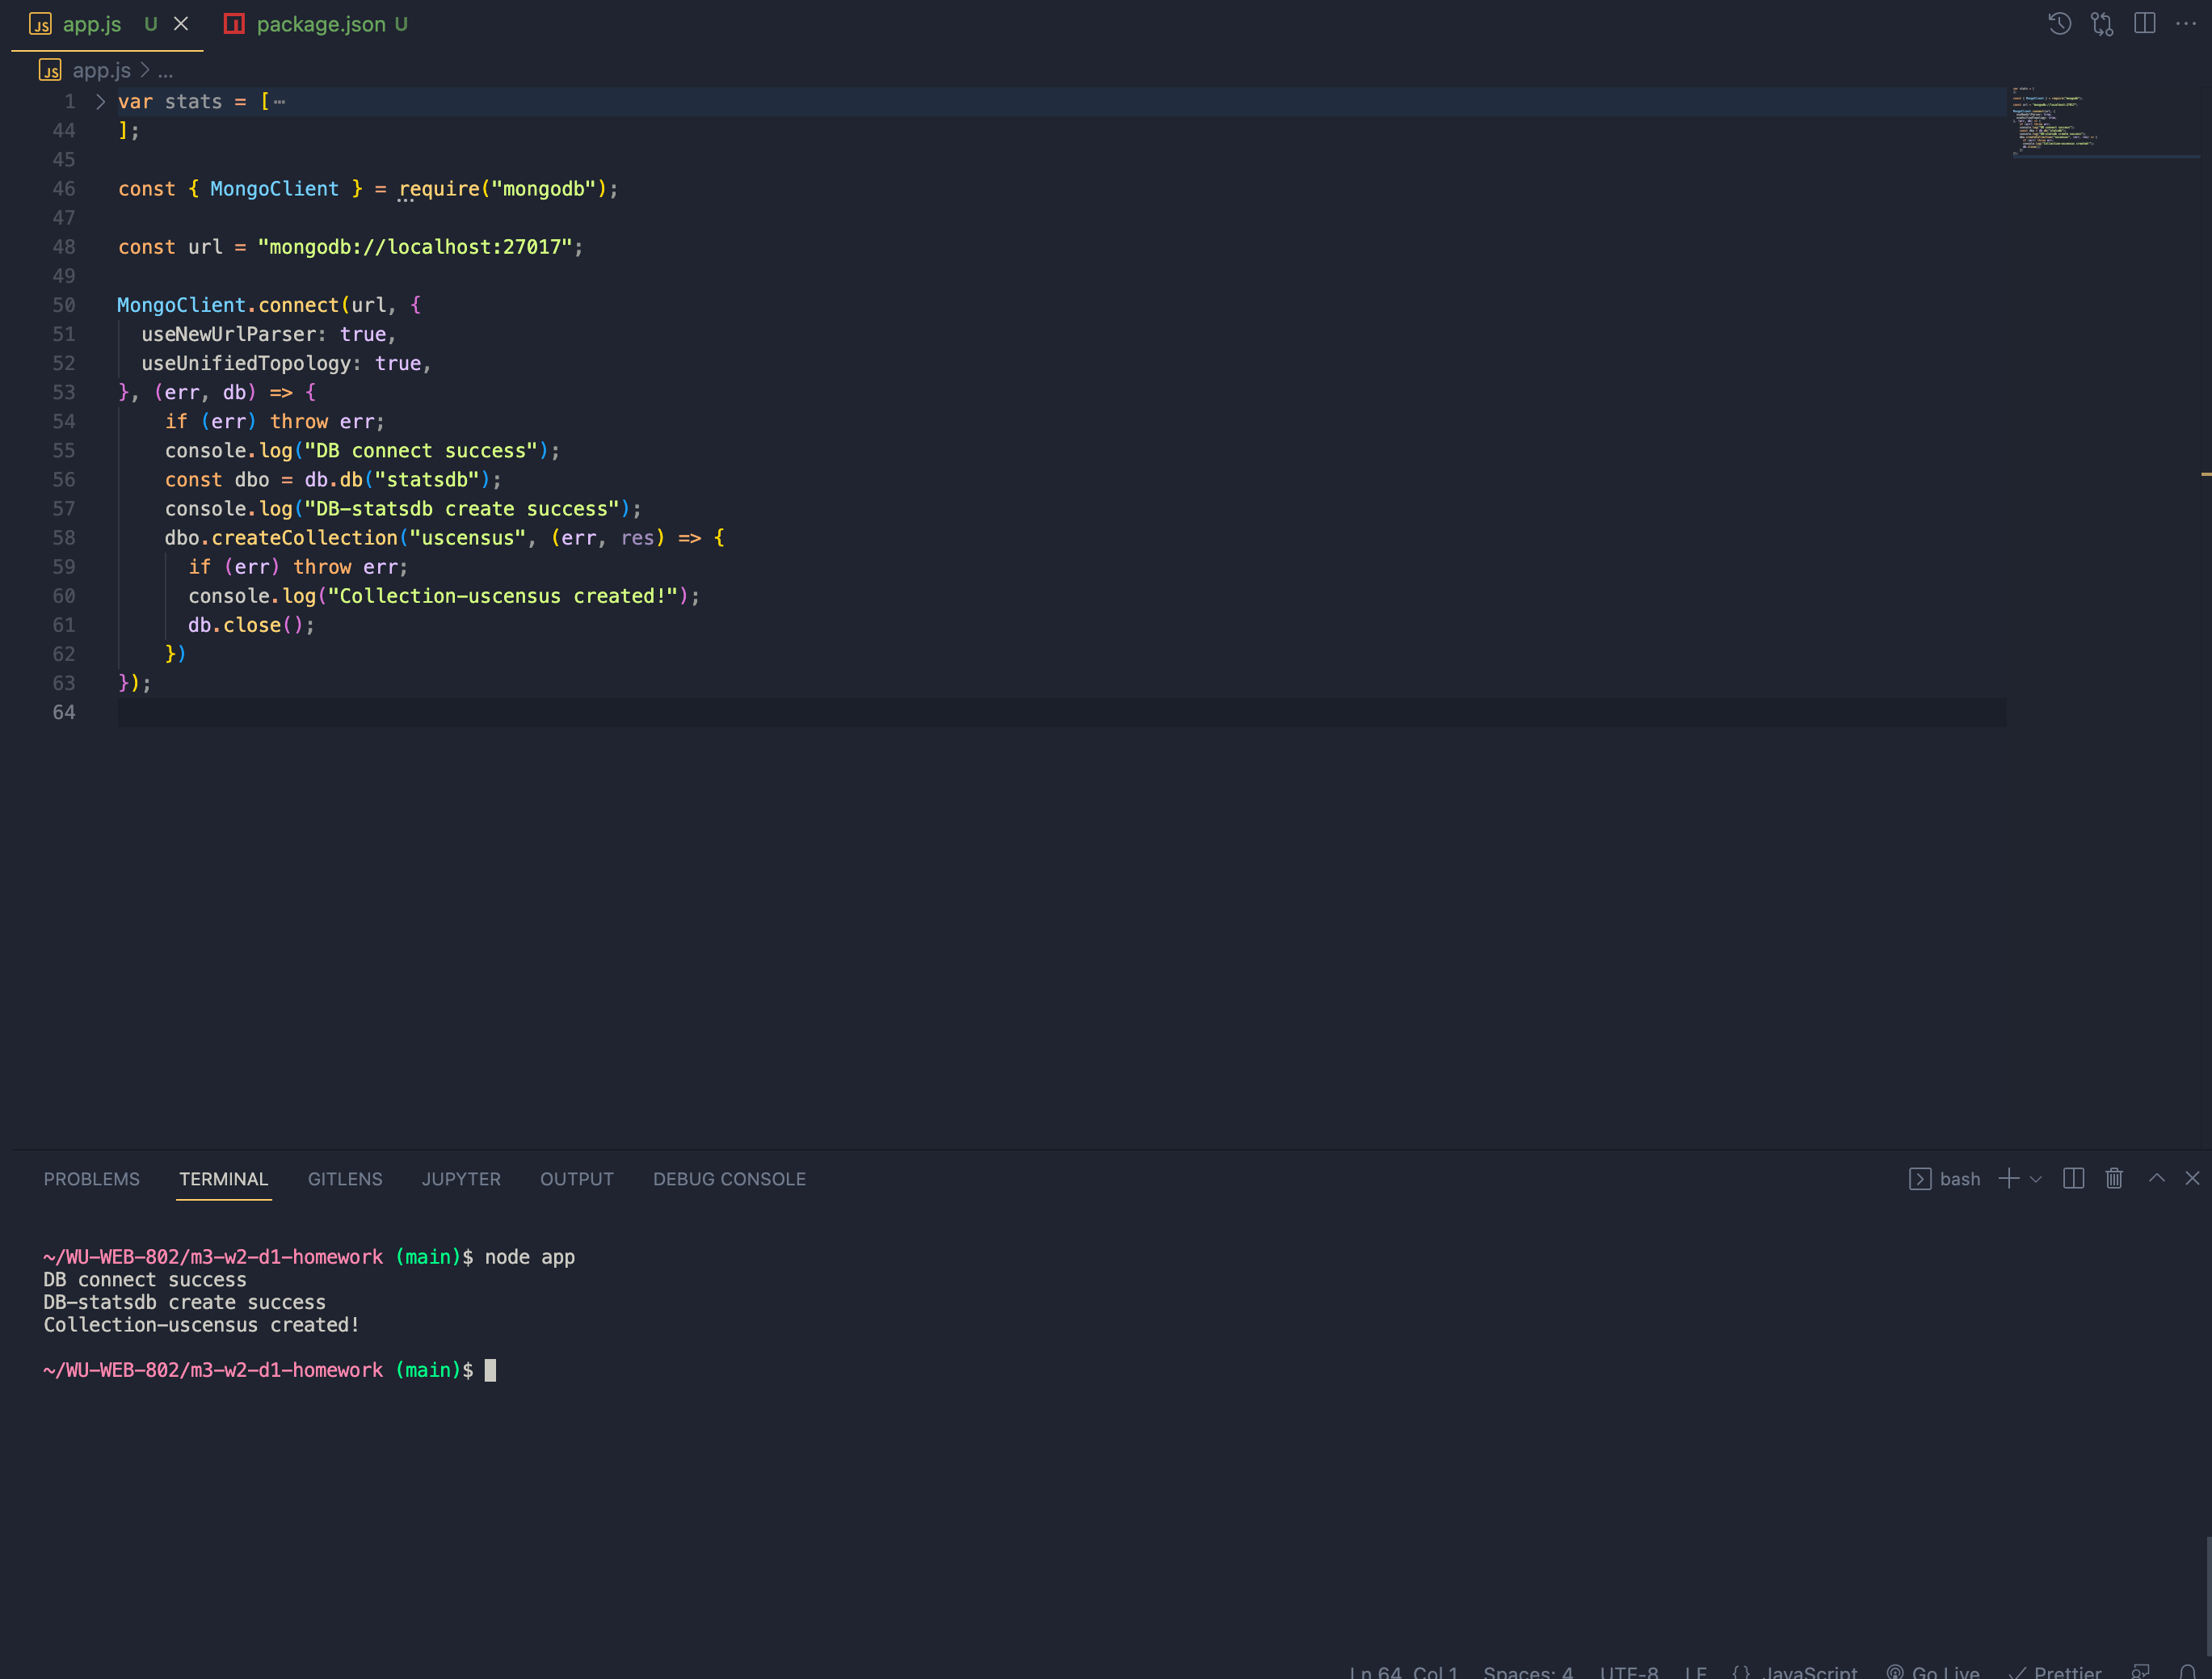 JS app.js U package.json U
JS app.js > ...
1 > var stats = [⋯
44 ];
45
46 const { MongoClient } = require("mongodb");
47
48 const url = "mongodb://localhost:27017";
49
50 MongoClient.connect(url, {
51   useNewUrlParser: true,
52   useUnifiedTopology: true,
53 }, (err, db) => {
54     if (err) throw err;
55     console.log("DB connect success");
56     const dbo = db.db("statsdb");
57     console.log("DB-statsdb create success");
58     dbo.createCollection("uscensus", (err, res) => {
59       if (err) throw err;
60       console.log("Collection-uscensus created!");
61       db.close();
62     })
63 });
64
PROBLEMS TERMINAL GITLENS JUPYTER OUTPUT DEBUG CONSOLE bash
~/WU-WEB-802/m3-w2-d1-homework (main)$ node app
DB connect success
DB-statsdb create success
Collection-uscensus created!
~/WU-WEB-802/m3-w2-d1-homework (main)$
Ln 64, Col 1 Spaces: 4 UTF-8 LF {} JavaScript Go Live Prettier